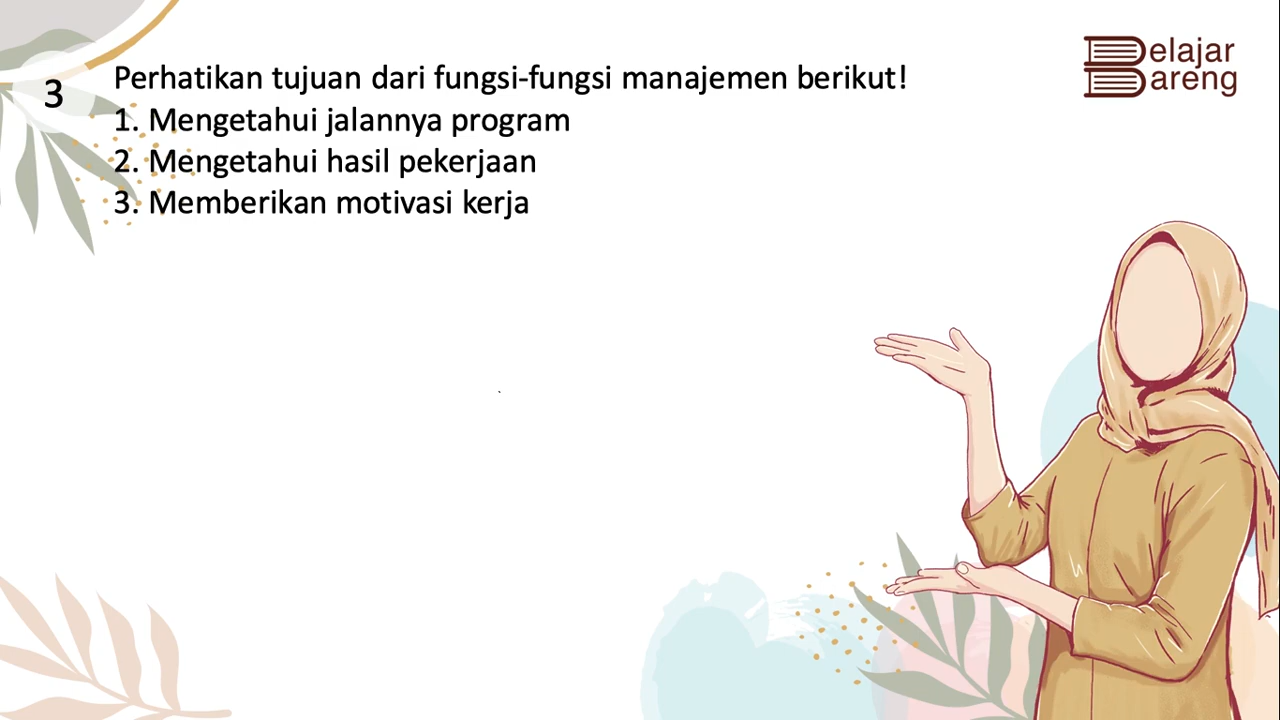 Belajar
Bareng
3
Perhatikan tujuan dari fungsi-fungsi manajemen berikut!
1. Mengetahui jalannya program
2. Mengetahui hasil pekerjaan
3. Memberikan motivasi kerja